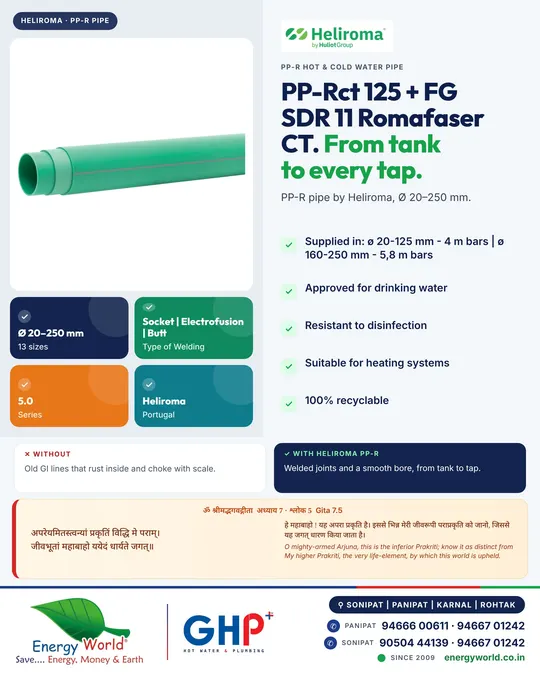 HELIROMA · PP-R PIPE
Heliroma®
by HulietGroup
PP-R HOT & COLD WATER PIPE
PP-Rct 125 + FG
SDR 11 Romafaser
CT. From tank
to every tap.
PP-R pipe by Heliroma, Ø 20–250 mm.
Supplied in: ø 20-125 mm - 4 m bars | ø
160-250 mm - 5,8 m bars
Approved for drinking water
Resistant to disinfection
Suitable for heating systems
100% recyclable
Ø 20–250 mm
13 sizes
Socket | Electrofusion
| Butt
Type of Welding
5.0
Series
Heliroma
Portugal
✕ WITHOUT
Old GI lines that rust inside and choke with scale.
✓ WITH HELIROMA PP-R
Welded joints and a smooth bore, from tank to tap.
ॐ श्रीमद्भगवद्गीता अध्याय 7 · श्लोक 5 Gita 7.5
अपरेयमितस्त्वन्यां प्रकृतिं विद्धि मे पराम्।
जीवभूतां महाबाहो ययेदं धार्यते जगत्॥
हे महाबाहो ! यह अपरा प्रकृति है। इससे भिन्न मेरी जीवरूपी पराप्रकृति को जानो, जिससे
यह जगत् धारण किया जाता है।
O mighty-armed Arjuna, this is the inferior Prakriti; know it as distinct from
My higher Prakriti, the very life-element, by which this world is upheld.
Energy World
Save.... Energy, Money & Earth
GHP+
HOT WATER & PLUMBING
SONIPAT | PANIPAT | KARNAL | ROHTAK
PANIPAT 94666 00611 · 94667 01242
SONIPAT 90504 44139 · 94667 01242
SINCE 2009 energyworld.co.in